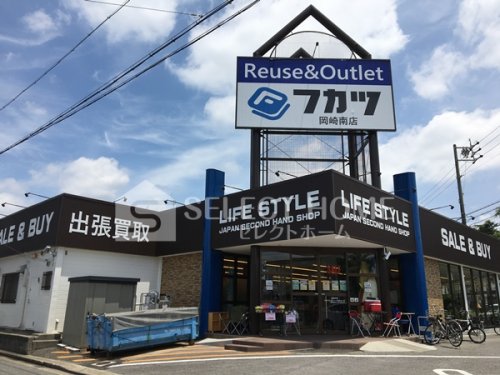 Reuse&Outlet
フカツ
岡崎南店
LIFE STYLE
JAPAN SECOND HAND SHOP
LIFE STYLE
JAPAN SECOND HAND SHOP
SALE & BUY
出張買取
SALE & BUY
SELECT HOME
セレクトホーム